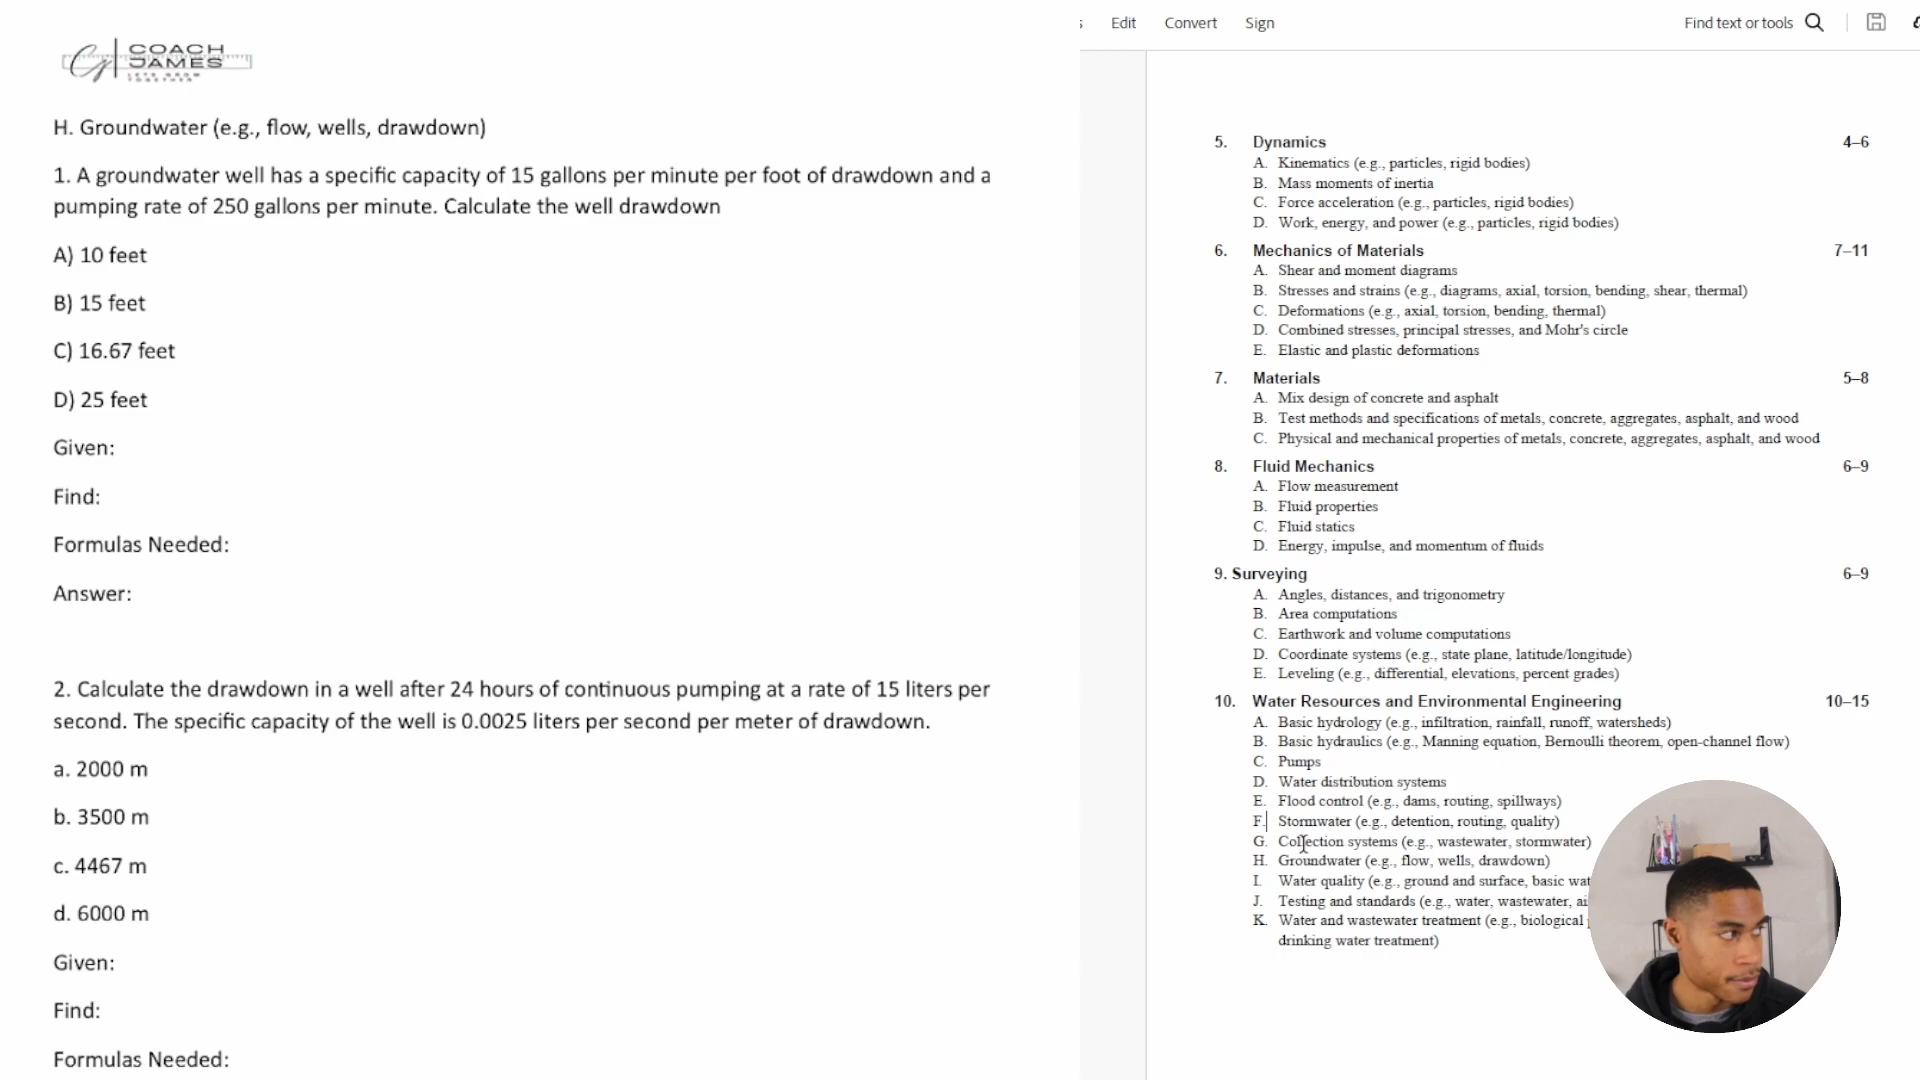 COACH
JAMES
LETS GROW
TOGETHER
H. Groundwater (e.g., flow, wells, drawdown)
1. A groundwater well has a specific capacity of 15 gallons per minute per foot of drawdown and a
pumping rate of 250 gallons per minute. Calculate the well drawdown
A) 10 feet
B) 15 feet
C) 16.67 feet
D) 25 feet
Given:
Find:
Formulas Needed:
Answer:
2. Calculate the drawdown in a well after 24 hours of continuous pumping at a rate of 15 liters per
second. The specific capacity of the well is 0.0025 liters per second per meter of drawdown.
a. 2000 m
b. 3500 m
c. 4467 m
d. 6000 m
Given:
Find:
Formulas Needed:
Edit Convert Sign Find text or tools
5. Dynamics 4–6
A. Kinematics (e.g., particles, rigid bodies)
B. Mass moments of inertia
C. Force acceleration (e.g., particles, rigid bodies)
D. Work, energy, and power (e.g., particles, rigid bodies)
6. Mechanics of Materials 7–11
A. Shear and moment diagrams
B. Stresses and strains (e.g., diagrams, axial, torsion, bending, shear, thermal)
C. Deformations (e.g., axial, torsion, bending, thermal)
D. Combined stresses, principal stresses, and Mohr's circle
E. Elastic and plastic deformations
7. Materials 5–8
A. Mix design of concrete and asphalt
B. Test methods and specifications of metals, concrete, aggregates, asphalt, and wood
C. Physical and mechanical properties of metals, concrete, aggregates, asphalt, and wood
8. Fluid Mechanics 6–9
A. Flow measurement
B. Fluid properties
C. Fluid statics
D. Energy, impulse, and momentum of fluids
9. Surveying 6–9
A. Angles, distances, and trigonometry
B. Area computations
C. Earthwork and volume computations
D. Coordinate systems (e.g., state plane, latitude/longitude)
E. Leveling (e.g., differential, elevations, percent grades)
10. Water Resources and Environmental Engineering 10–15
A. Basic hydrology (e.g., infiltration, rainfall, runoff, watersheds)
B. Basic hydraulics (e.g., Manning equation, Bernoulli theorem, open-channel flow)
C. Pumps
D. Water distribution systems
E. Flood control (e.g., dams, routing, spillways)
F. Stormwater (e.g., detention, routing, quality)
G. Collection systems (e.g., wastewater, stormwater)
H. Groundwater (e.g., flow, wells, drawdown)
I. Water quality (e.g., ground and surface, basic
J. Testing and standards (e.g., water, wastewater,
K. Water and wastewater treatment (e.g., biological
drinking water treatment)